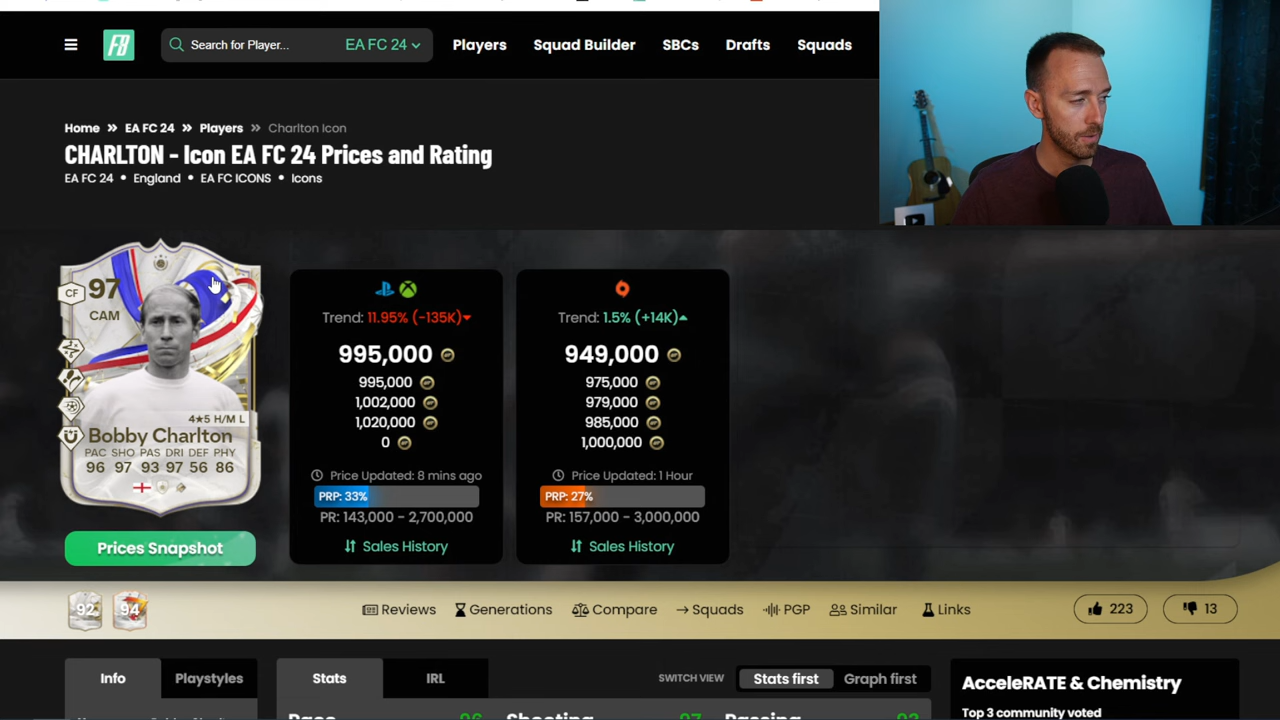 FB
Search for Player...
EA FC 24
Players
Squad Builder
SBCs
Drafts
Squads
Home » EA FC 24 » Players » Charlton Icon
CHARLTON - Icon EA FC 24 Prices and Rating
EA FC 24 • England • EA FC ICONS • Icons
CF
97
CAM
4★5 H/M L
Bobby Charlton
PAC SHO PAS DRI DEF PHY
96 97 93 97 56 86
Prices Snapshot
Trend: 11.95% (-135K)
995,000
995,000
1,002,000
1,020,000
0
Price Updated: 8 mins ago
PRP: 33%
PR: 143,000 - 2,700,000
Sales History
Trend: 1.5% (+14K)
949,000
975,000
979,000
985,000
1,000,000
Price Updated: 1 Hour
PRP: 27%
PR: 157,000 - 3,000,000
Sales History
92
94
Reviews
Generations
Compare
Squads
PGP
Similar
Links
223
13
Info
Playstyles
Stats
IRL
SWITCH VIEW
Stats first
Graph first
AcceleRATE & Chemistry
Top 3 community voted
Pace
96
Shooting
97
Passing
93